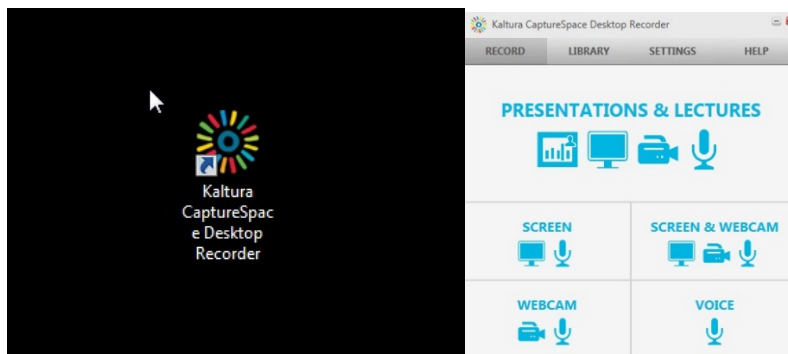 Kaltura
CaptureSpac
e Desktop
Recorder
Kaltura CaptureSpace Desktop Recorder
RECORD LIBRARY SETTINGS HELP
PRESENTATIONS & LECTURES
SCREEN
SCREEN & WEBCAM
WEBCAM
VOICE